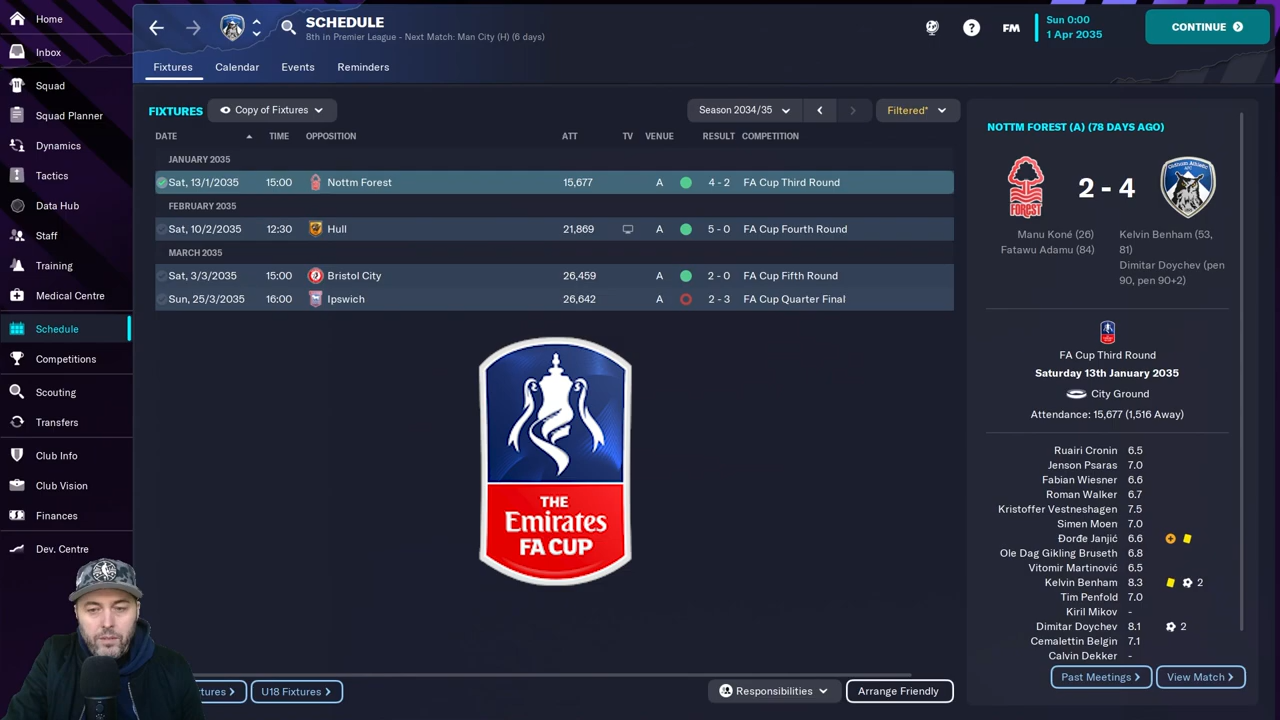 Home
Inbox
Squad
Squad Planner
Dynamics
Tactics
Data Hub
Staff
Training
Medical Centre
Schedule
Competitions
Scouting
Transfers
Club Info
Club Vision
Finances
Dev. Centre
SCHEDULE
8th in Premier League - Next Match: Man City (H) (6 days)
FM
Sun 0:00
1 Apr 2035
CONTINUE
Fixtures Calendar Events Reminders
FIXTURES Copy of Fixtures Season 2034/35 Filtered*
DATE TIME OPPOSITION ATT TV VENUE RESULT COMPETITION
JANUARY 2035
Sat, 13/1/2035 15:00 Nottm Forest 15,677 A 4 - 2 FA Cup Third Round
FEBRUARY 2035
Sat, 10/2/2035 12:30 Hull 21,869 A 5 - 0 FA Cup Fourth Round
MARCH 2035
Sat, 3/3/2035 15:00 Bristol City 26,459 A 2 - 0 FA Cup Fifth Round
Sun, 25/3/2035 16:00 Ipswich 26,642 A 2 - 3 FA Cup Quarter Final
THE
Emirates
FA CUP
xtures U18 Fixtures Responsibilities Arrange Friendly
NOTTM FOREST (A) (78 DAYS AGO)
FOREST
2 - 4
Oldham Athletic
Manu Koné (26)
Fatawu Adamu (84)
Kelvin Benham (53,
81)
Dimitar Doychev (pen
90, pen 90+2)
FA Cup Third Round
Saturday 13th January 2035
City Ground
Attendance: 15,677 (1,516 Away)
Ruairi Cronin 6.5
Jenson Psaras 7.0
Fabian Wiesner 6.6
Roman Walker 6.7
Kristoffer Vestneshagen 7.5
Simen Moen 7.0
Đorđe Janjić 6.6
Ole Dag Gikling Bruseth 6.8
Vitomir Martinović 6.5
Kelvin Benham 8.3 2
Tim Penfold 7.0
Kiril Mikov -
Dimitar Doychev 8.1 2
Cemalettin Belgin 7.1
Calvin Dekker -
Past Meetings View Match